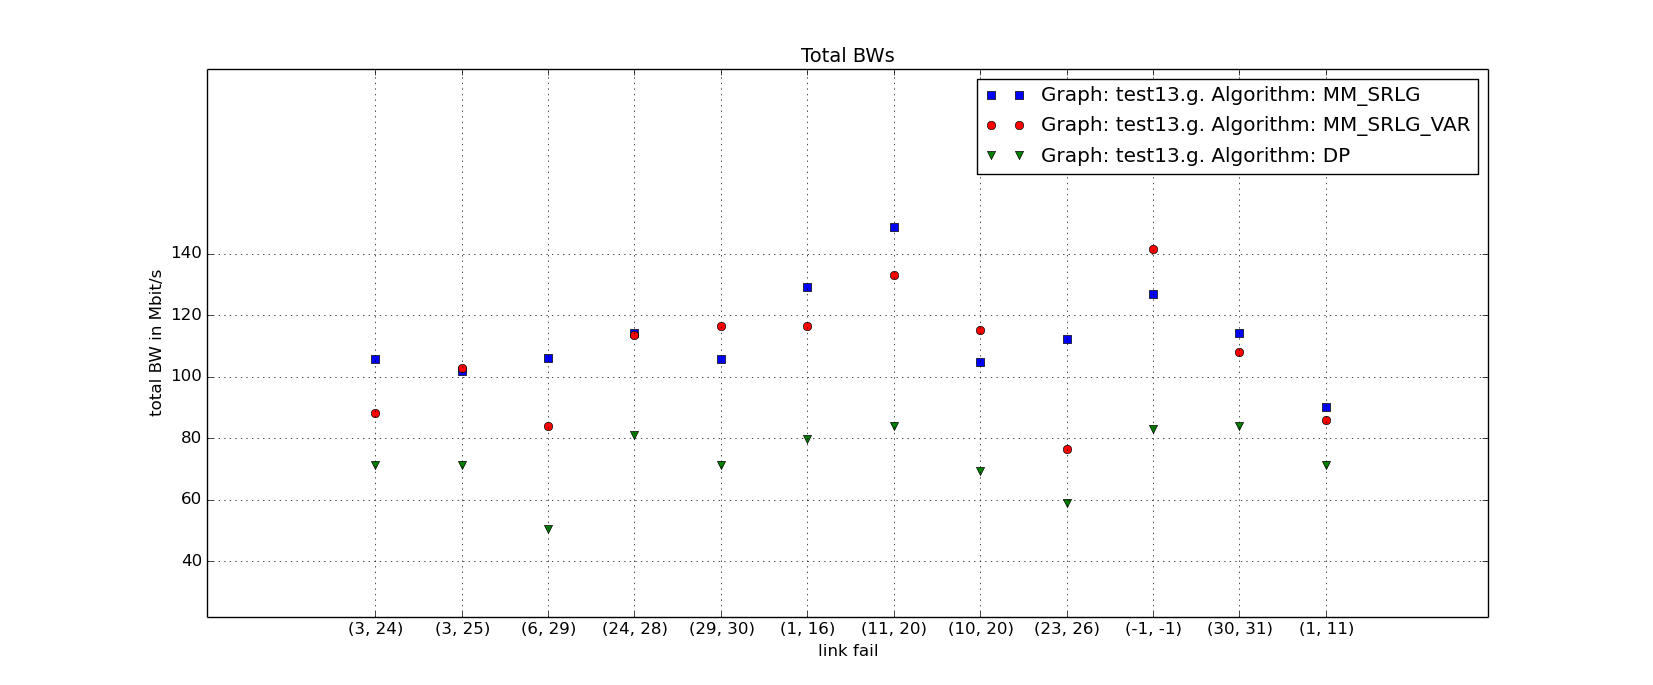 Total BWs
Graph: test13.g. Algorithm: MM_SRLG
Graph: test13.g. Algorithm: MM_SRLG_VAR
Graph: test13.g. Algorithm: DP
total BW in Mbit/s
140
120
100
80
60
40
(3, 24) (3, 25) (6, 29) (24, 28) (29, 30) (1, 16) (11, 20) (10, 20) (23, 26) (-1, -1) (30, 31) (1, 11)
link fail